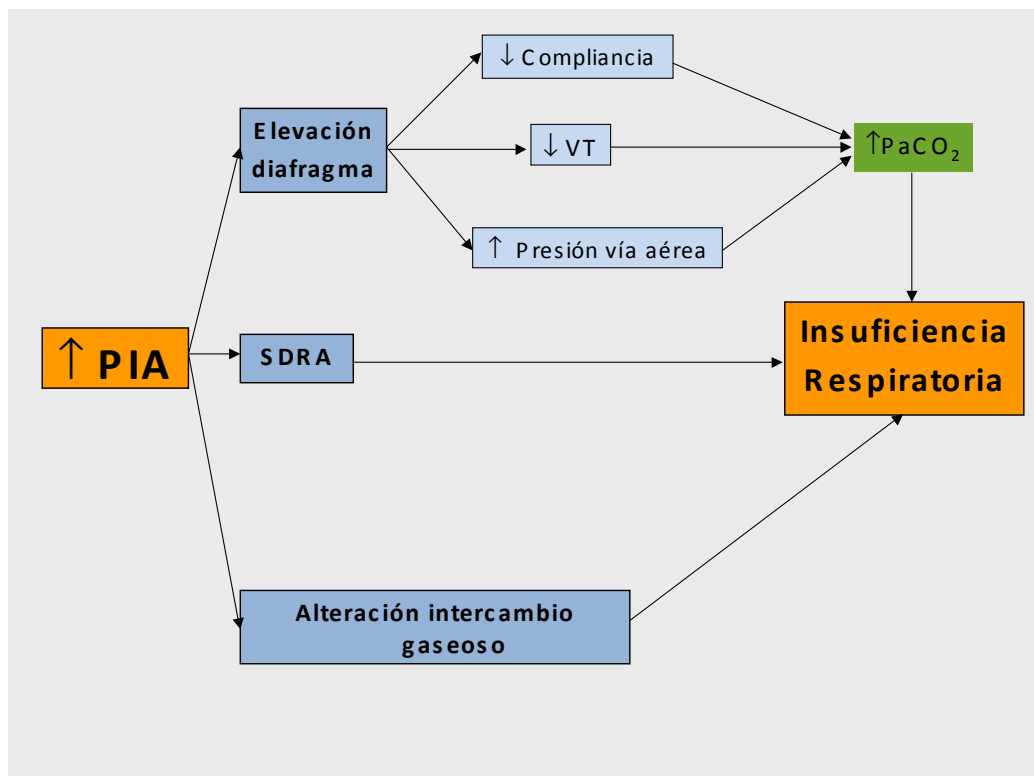 ↓ Compliancia
Elevación
diafragma
↓ VT
↑PaCO₂
↑ Presión vía aérea
↑ PIA
SDRA
Insuficiencia
Respiratoria
Alteración intercambio
gaseoso